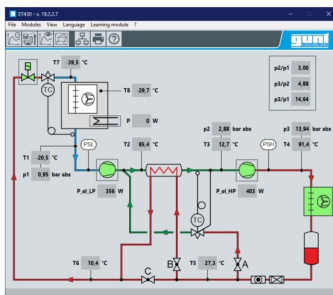 ET430 - v. 19.2.2.7
File Modules View Language Learning module ?
gunt
T7 -39,5 °C
p2/p1 3,00
p3/p2 4,88
p3/p1 14,64
TC
T8 -29,7 °C
P 0 W
p2 2,88 bar abs
p3 13,94 bar abs
T2 85,4 °C
T3 12,7 °C
T4 91,4 °C
PSL
PSH
T1 -20,5 °C
p1 0,95 bar abs
P_el_LP 356 W
P_el_HP 403 W
TC
T6 10,4 °C
C
B
T5 27,3 °C
A